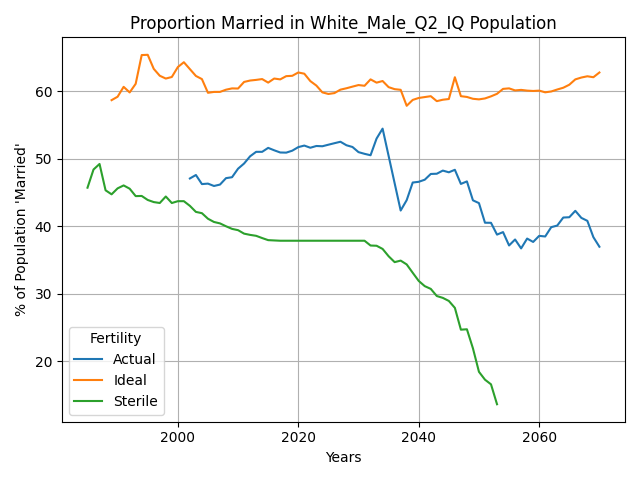 Proportion Married in White_Male_Q2_IQ Population
% of Population 'Married'
60
50
40
30
20
Fertility
Actual
Ideal
Sterile
2000 2020 2040 2060
Years